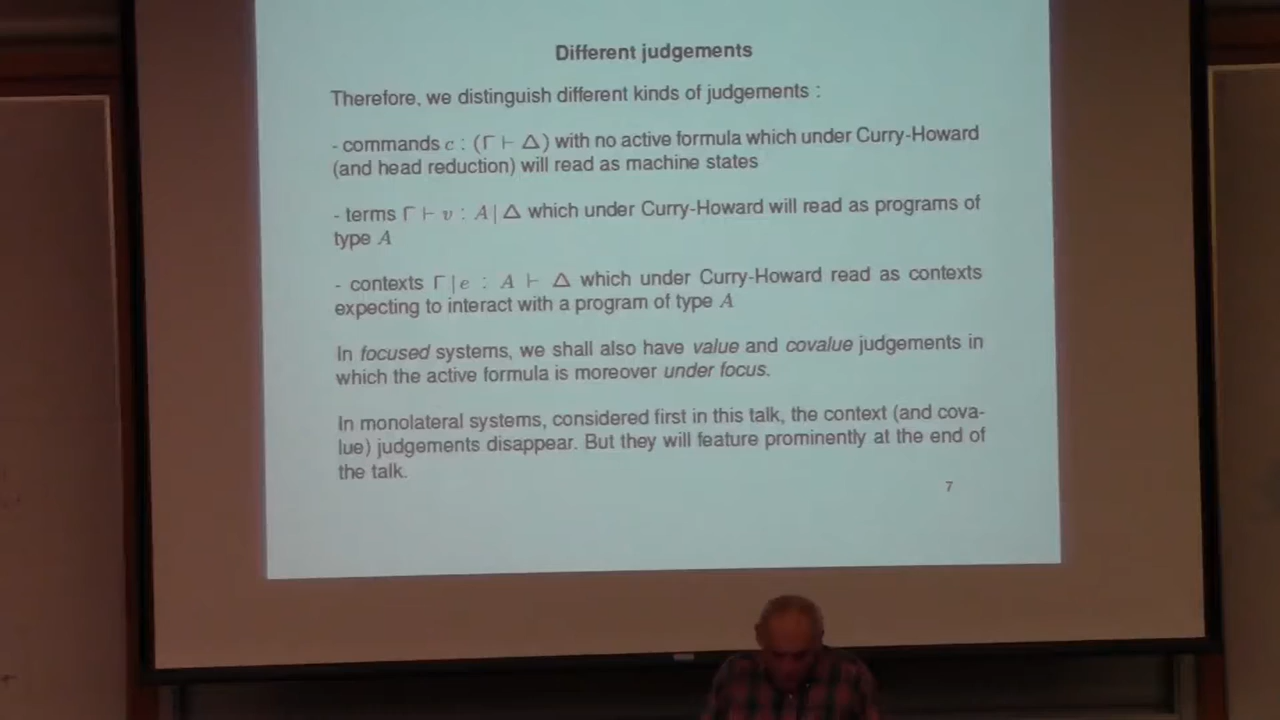 Different judgements
Therefore, we distinguish different kinds of judgements :
- commands c : (Γ ⊢ Δ) with no active formula which under Curry-Howard
(and head reduction) will read as machine states
- terms Γ ⊢ v : A | Δ which under Curry-Howard will read as programs of
type A
- contexts Γ | e : A ⊢ Δ which under Curry-Howard read as contexts
expecting to interact with a program of type A
In focused systems, we shall also have value and covalue judgements in
which the active formula is moreover under focus.
In monolateral systems, considered first in this talk, the context (and cova-
lue) judgements disappear. But they will feature prominently at the end of
the talk.
7